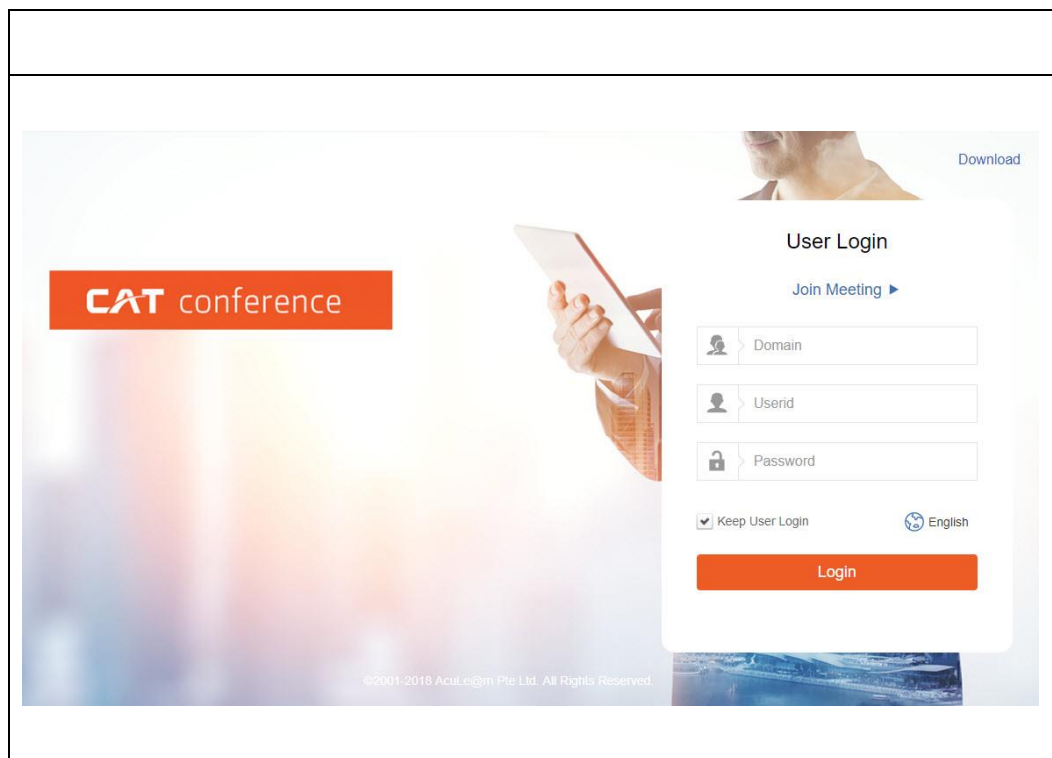 Download
User Login
Join Meeting
CAT conference
Domain
Userid
Password
Keep User Login
English
Login
©2001-2018 AcuLe@rn Pte Ltd. All Rights Reserved.